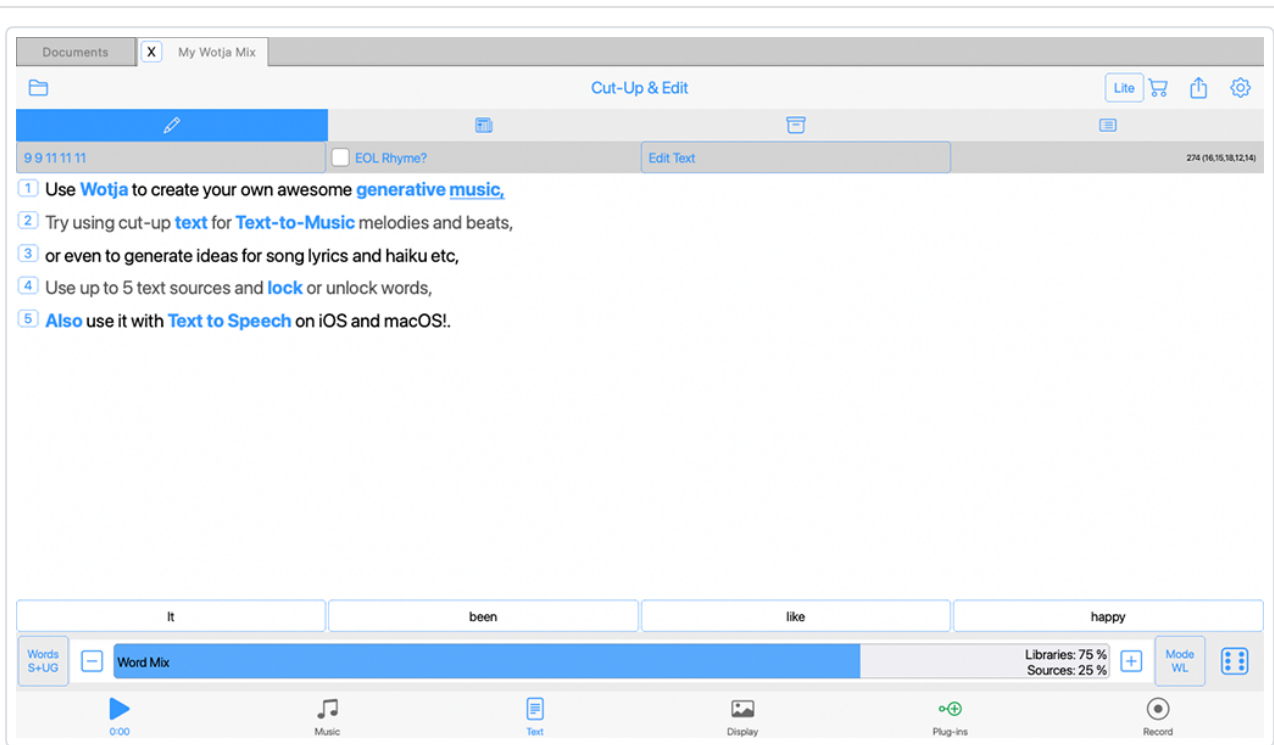 Documents X My Wotja Mix
Cut-Up & Edit Lite
9 9 11 11 11 EOL Rhyme? Edit Text 274 (16,15,18,12,14)
1 Use Wotja to create your own awesome generative music,
2 Try using cut-up text for Text-to-Music melodies and beats,
3 or even to generate ideas for song lyrics and haiku etc,
4 Use up to 5 text sources and lock or unlock words,
5 Also use it with Text to Speech on iOS and macOS!.
It been like happy
Words
S+UG
Word Mix
Libraries: 75 %
Sources: 25 %
Mode
WL
0:00 Music Text Display Plug-ins Record